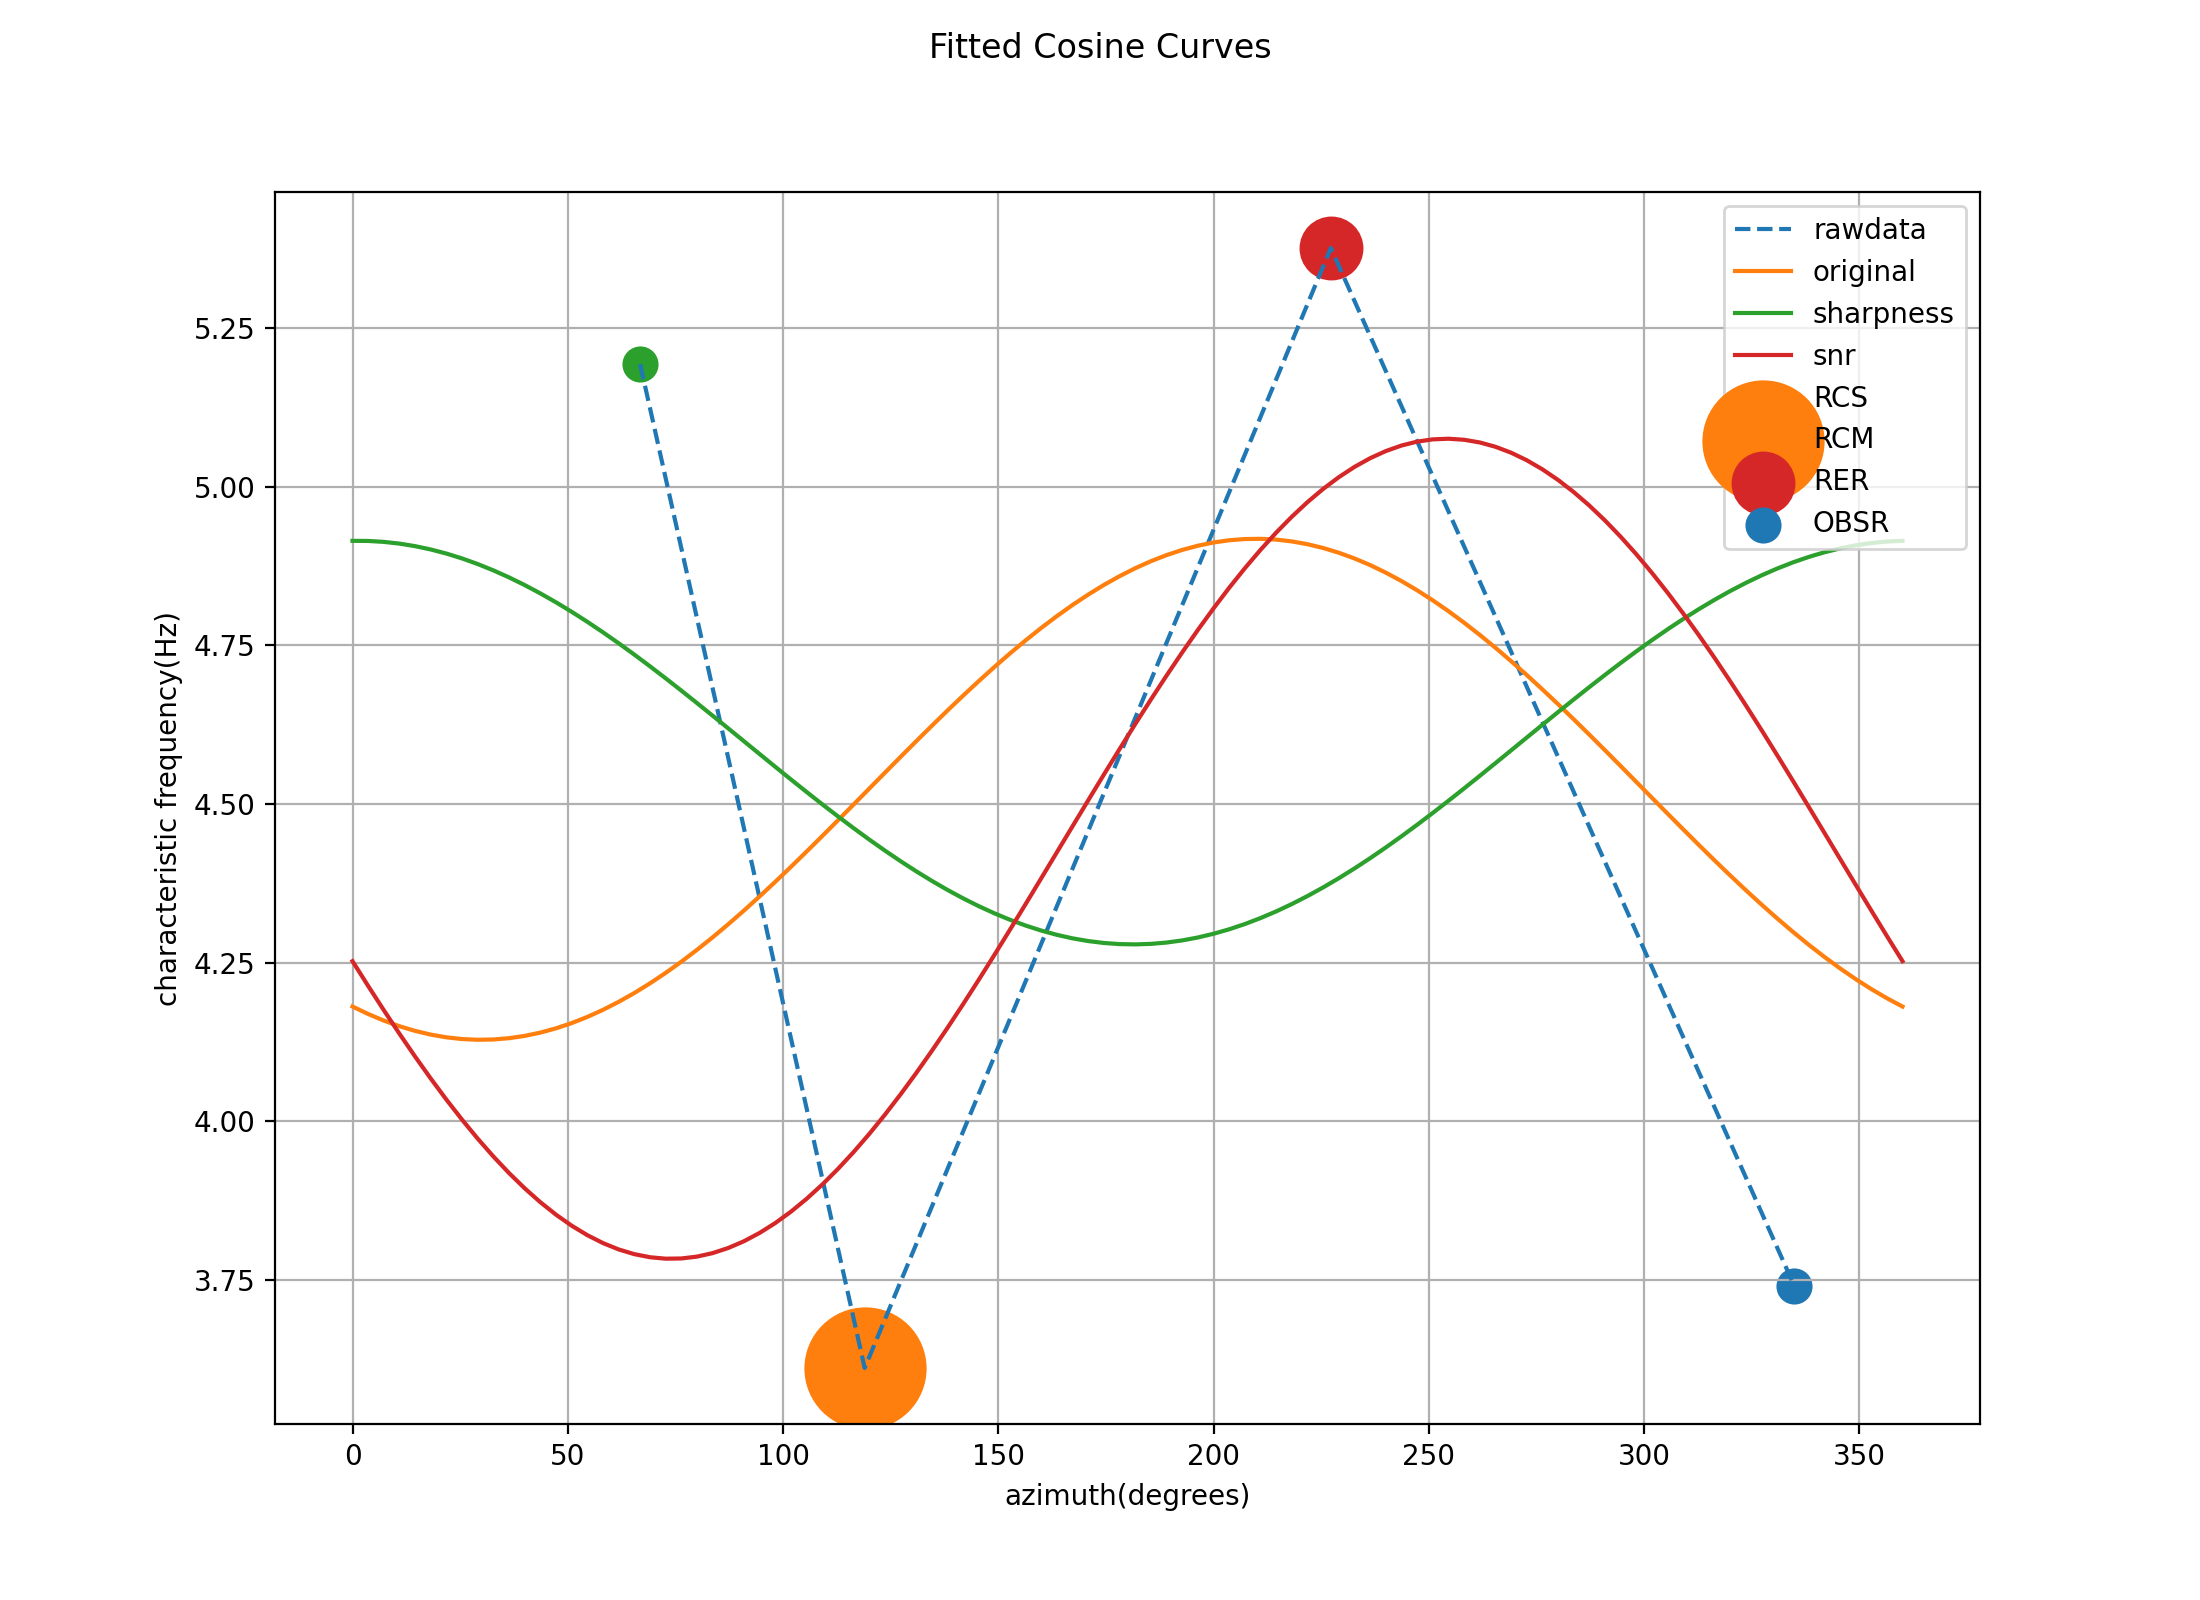 Fitted Cosine Curves
rawdata
original
sharpness
snr
RCS
RCM
RER
OBSR
characteristic frequency(Hz)
5.25
5.00
4.75
4.50
4.25
4.00
3.75
0 50 100 150 200 250 300 350
azimuth(degrees)